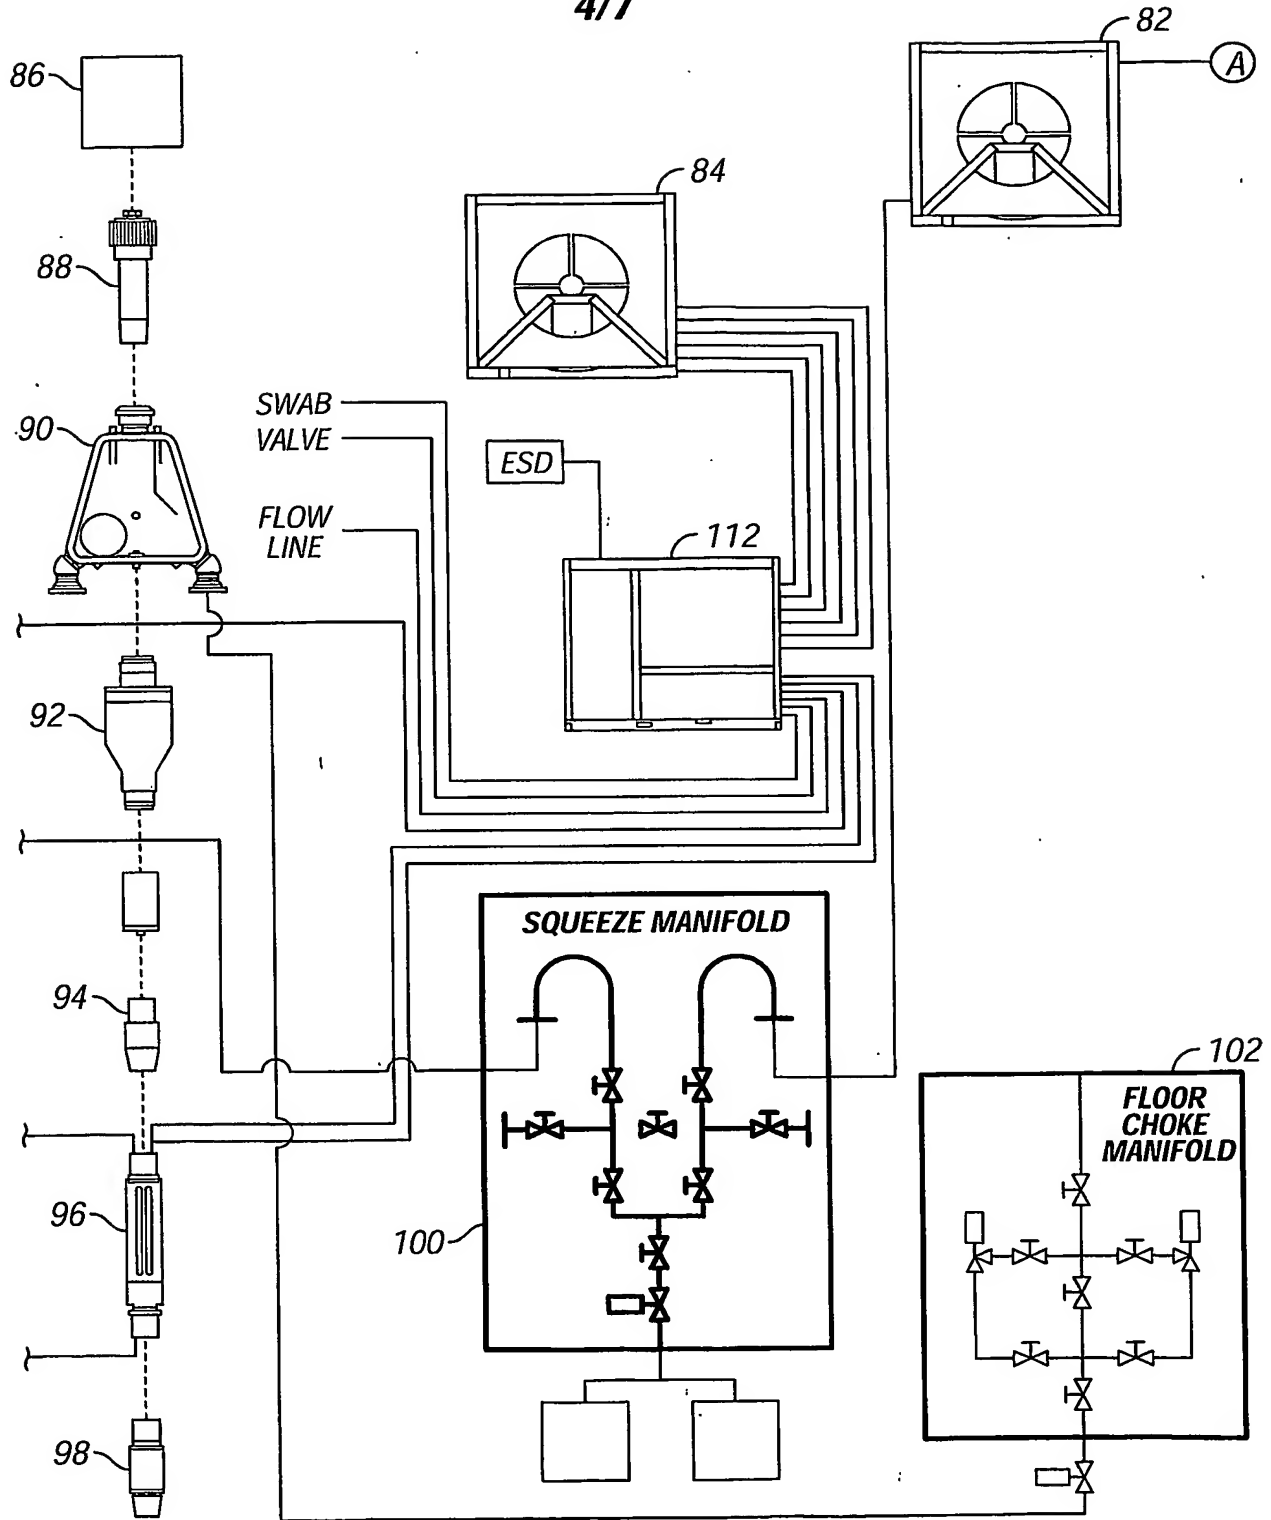 4/7
82
A
86
84
88
SWAB
VALVE
90
ESD
FLOW
LINE
112
92
SQUEEZE MANIFOLD
94
102
FLOOR
CHOKE
MANIFOLD
96
100
98